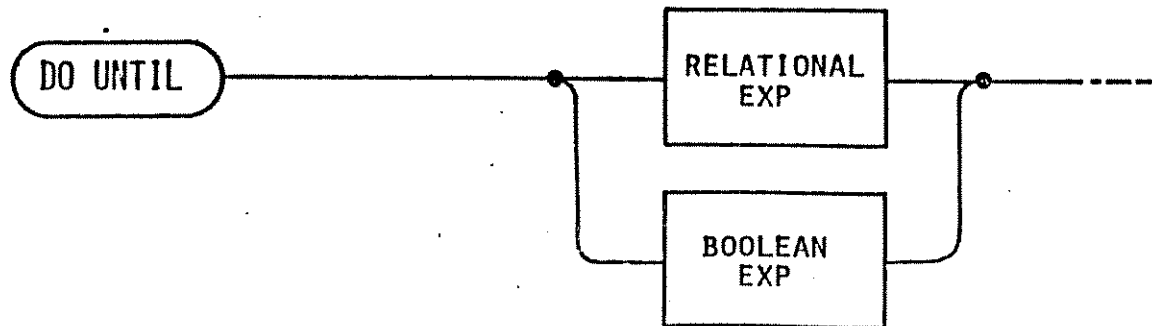 DO UNTIL
RELATIONAL
EXP
BOOLEAN
EXP